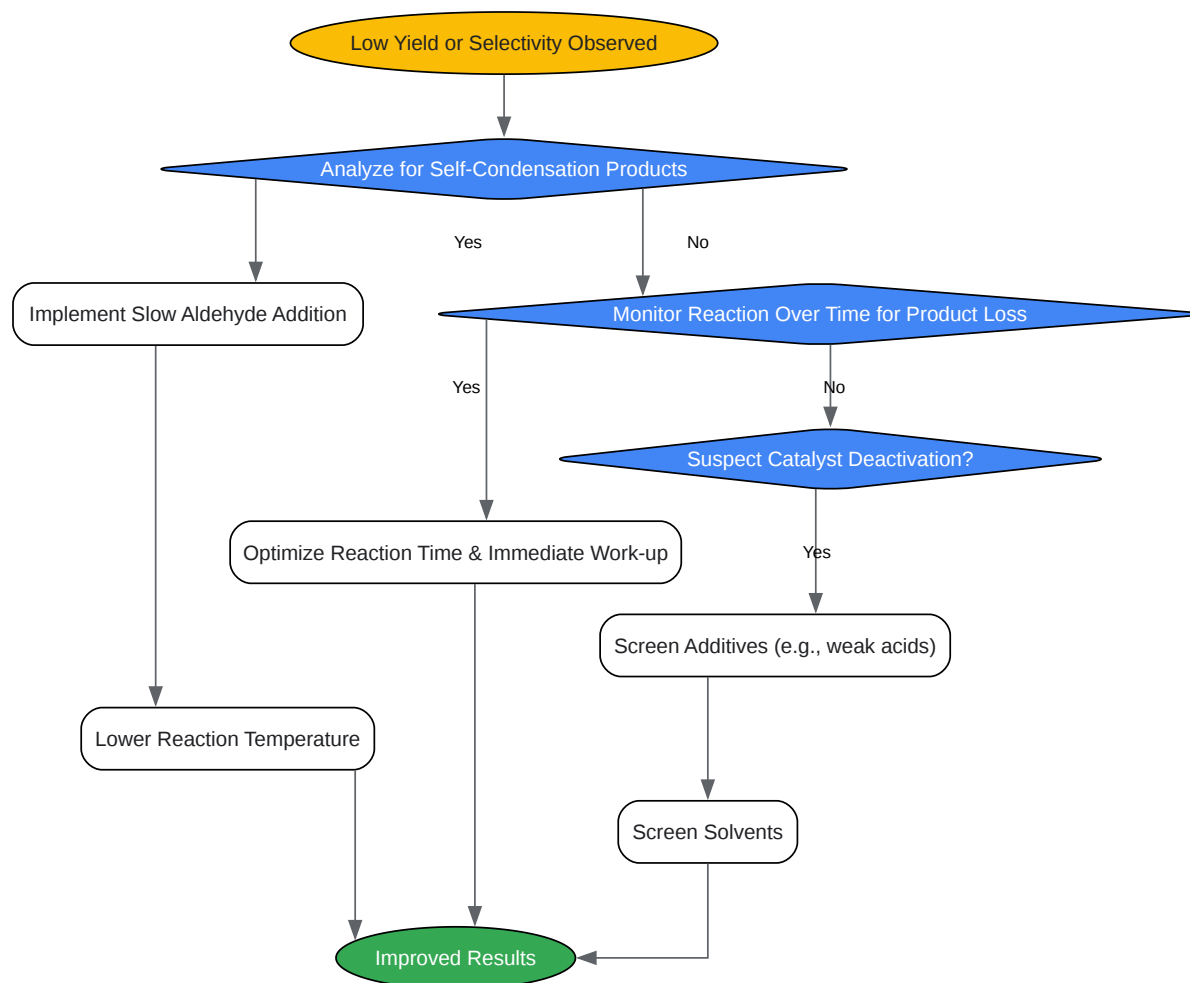 Low Yield or Selectivity Observed
Analyze for Self-Condensation Products
Yes
No
Implement Slow Aldehyde Addition
Monitor Reaction Over Time for Product Loss
Yes
No
Suspect Catalyst Deactivation?
Optimize Reaction Time & Immediate Work-up
Yes
Screen Additives (e.g., weak acids)
Lower Reaction Temperature
Screen Solvents
Improved Results